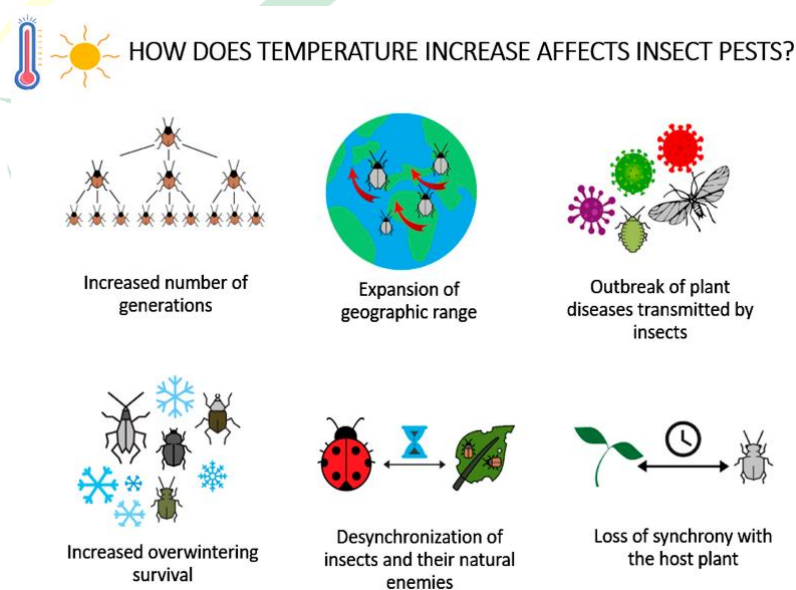 HOW DOES TEMPERATURE INCREASE AFFECTS INSECT PESTS?
Increased number of
generations
Expansion of
geographic range
Outbreak of plant
diseases transmitted by
insects
Increased overwintering
survival
Desynchronization of
insects and their natural
enemies
Loss of synchrony with
the host plant